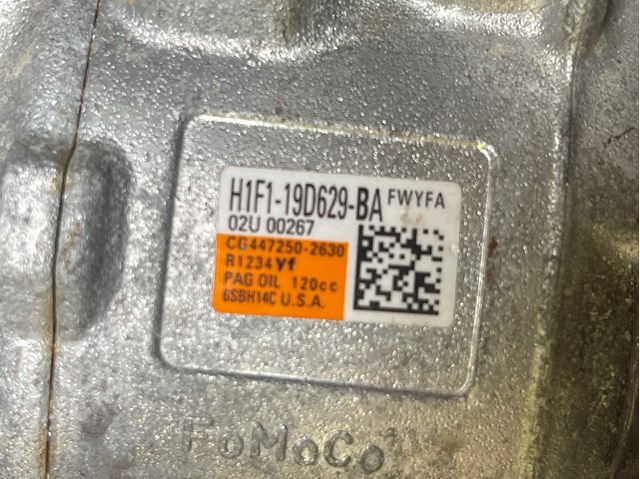 H1F1-19D629-BA FWYFA
02U 00267
CG447250-2630
R1234yf
PAG OIL 120cc
6SBH14C U.S.A.
FoMoCo